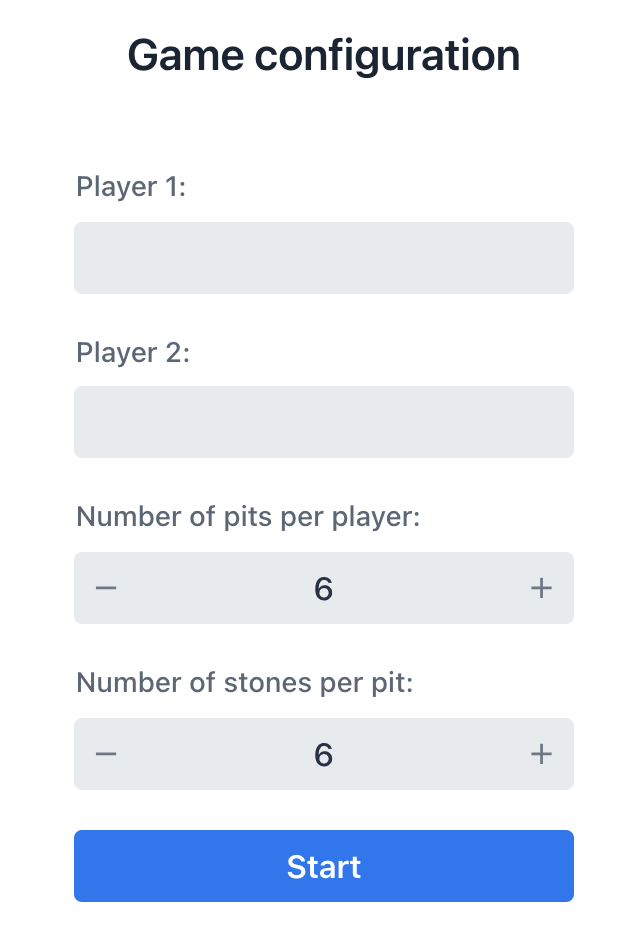 Game configuration
Player 1:
Player 2:
Number of pits per player:
− 6 +
Number of stones per pit:
− 6 +
Start